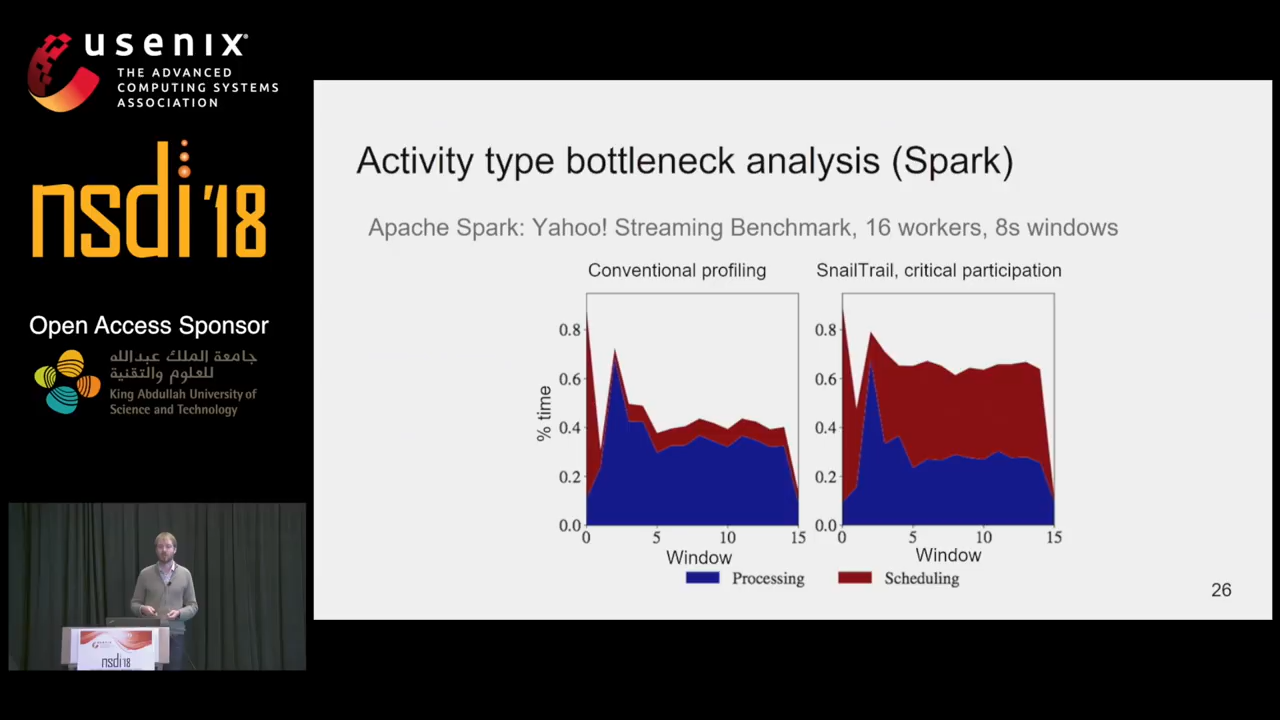 usenix
THE ADVANCED
COMPUTING SYSTEMS
ASSOCIATION
nsdi '18
Open Access Sponsor
جامعة الملك عبدالله
للعلوم والتقنية
King Abdullah University of
Science and Technology
Activity type bottleneck analysis (Spark)
Apache Spark: Yahoo! Streaming Benchmark, 16 workers, 8s windows
Conventional profiling
SnailTrail, critical participation
% time
0.8
0.6
0.4
0.2
0.0
0 5 10 15
Window
0.8
0.6
0.4
0.2
0.0
0 5 10 15
Window
Processing
Scheduling
26
usenix
nsdi'18